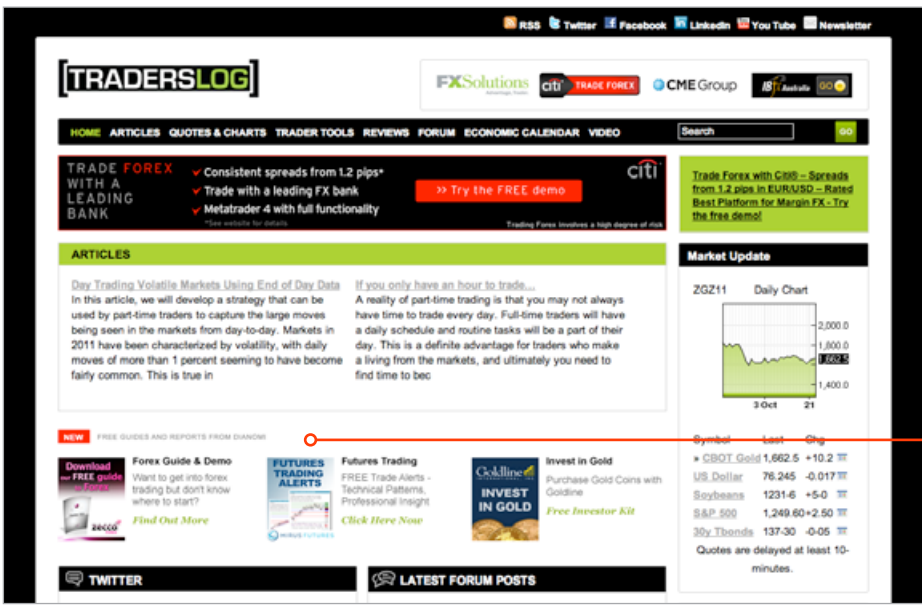 RSS Twitter Facebook LinkedIn You Tube Newsletter
[TRADERSLOG]
FXSolutions
citi TRADE FOREX
CME Group
Australia GO
HOME ARTICLES QUOTES & CHARTS TRADER TOOLS REVIEWS FORUM ECONOMIC CALENDAR VIDEO
Search
GO
TRADE FOREX
WITH A
LEADING
BANK
Consistent spreads from 1.2 pips*
Trade with a leading FX bank
Metatrader 4 with full functionality
*See website for details
>> Try the FREE demo
citi
Trading Forex involves a high degree of risk
Trade Forex with Citi® – Spreads
from 1.2 pips in EUR/USD – Rated
Best Platform for Margin FX - Try
the free demo!
ARTICLES
Day Trading Volatile Markets Using End of Day Data
In this article, we will develop a strategy that can be
used by part-time traders to capture the large moves
being seen in the markets from day-to-day. Markets in
2011 have been characterized by volatility, with daily
moves of more than 1 percent seeming to have become
fairly common. This is true in
If you only have an hour to trade...
A reality of part-time trading is that you may not always
have time to trade every day. Full-time traders will have
a daily schedule and routine tasks will be a part of their
day. This is a definite advantage for traders who make
a living from the markets, and ultimately you need to
find time to bec
Market Update
ZGZ11 Daily Chart
2,000.0
1,800.0
1,662.5
1,400.0
3 Oct 21
Symbol Last Chg
» CBOT Gold 1,662.5 +10.2
US Dollar 76.245 -0.017
Soybeans 1231-6 +5-0
S&P 500 1,249.60 +2.50
30y Tbonds 137-30 -0-05
Quotes are delayed at least 10-
minutes.
NEW FREE GUIDES AND REPORTS FROM DIANOMI
Download
our FREE guide
to Forex
zecco
Forex Guide & Demo
Want to get into forex
trading but don't know
where to start?
Find Out More
FUTURES
TRADING
ALERTS
MIRUS FUTURES
Futures Trading
FREE Trade Alerts -
Technical Patterns,
Professional Insight
Click Here Now
Goldline
INVEST
IN GOLD
Invest in Gold
Purchase Gold Coins with
Goldline
Free Investor Kit
TWITTER
LATEST FORUM POSTS